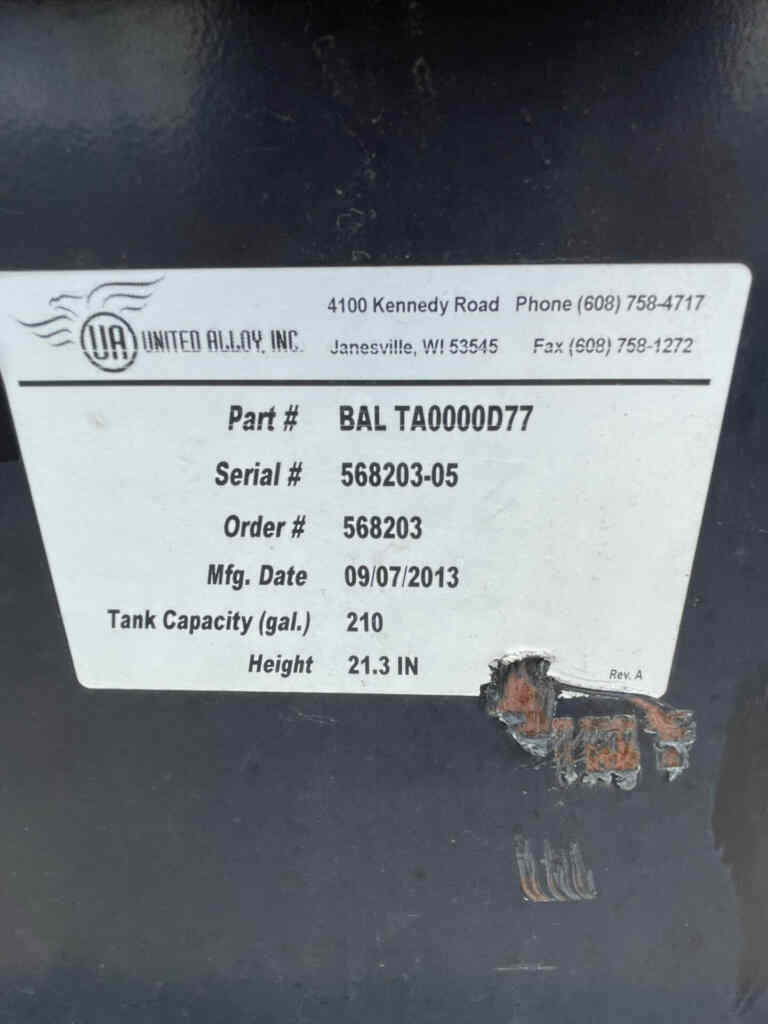 UA UNITED ALLOY, INC.
4100 Kennedy Road Phone (608) 758-4717
Janesville, WI 53545 Fax (608) 758-1272
Part # BAL TA0000D77
Serial # 568203-05
Order # 568203
Mfg. Date 09/07/2013
Tank Capacity (gal.) 210
Height 21.3 IN
Rev. A